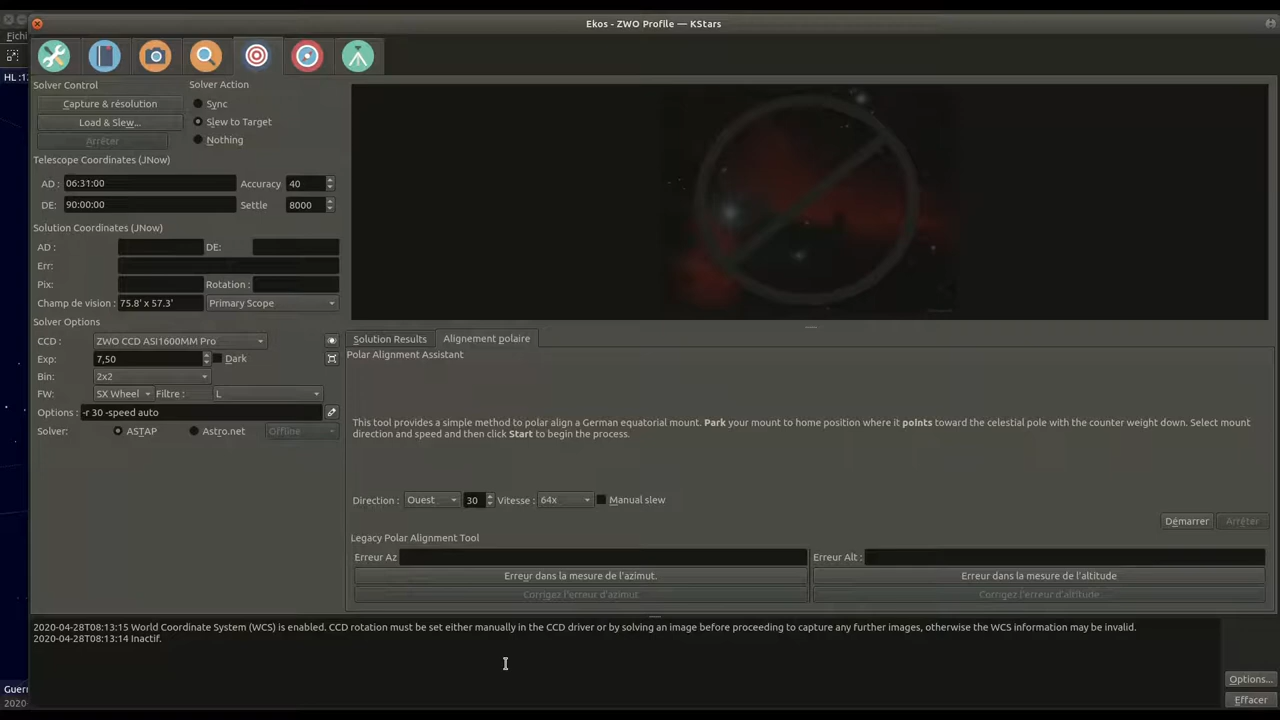 Ekos - ZWO Profile — KStars
Fichi
HL :1
Solver Control
Solver Action
Capture & résolution
Sync
Load & Slew...
Slew to Target
Arrêter
Nothing
Telescope Coordinates (JNow)
AD : 06:31:00 Accuracy 40
DE: 90:00:00 Settle 8000
Solution Coordinates (JNow)
AD : DE:
Err:
Pix: Rotation :
Champ de vision : 75.8' x 57.3' Primary Scope
Solver Options
CCD : ZWO CCD ASI1600MM Pro
Exp: 7,50 Dark
Bin: 2x2
FW: SX Wheel Filtre : L
Options : -r 30 -speed auto
Solver: ASTAP Astro.net Offline
Solution Results Alignement polaire
Polar Alignment Assistant
This tool provides a simple method to polar align a German equatorial mount. Park your mount to home position where it points toward the celestial pole with the counter weight down. Select mount
direction and speed and then click Start to begin the process.
Direction : Ouest 30 Vitesse : 64x Manual slew
Démarrer Arrêter
Legacy Polar Alignment Tool
Erreur Az Erreur Alt :
Erreur dans la mesure de l'azimut. Erreur dans la mesure de l'altitude
Corrigez l'erreur d'azimut Corrigez l'erreur d'altitude
2020-04-28T08:13:15 World Coordinate System (WCS) is enabled. CCD rotation must be set either manually in the CCD driver or by solving an image before proceeding to capture any further images, otherwise the WCS information may be invalid.
2020-04-28T08:13:14 Inactif.
Options...
Guerr
Effacer
2020-